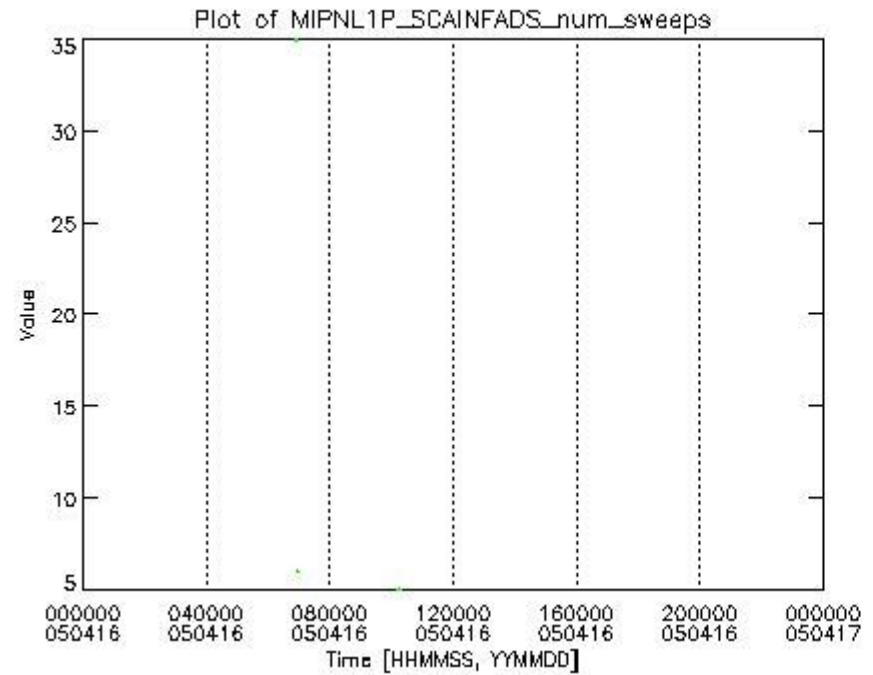 Plot of MIPNL1P_SCAINFADS_num_sweeps
35
30
25
20
15
10
5
Value
000000 040000 080000 120000 160000 200000 000000
050416 050416 050416 050416 050416 050416 050417
Time [HHMMSS, YYMMDD]